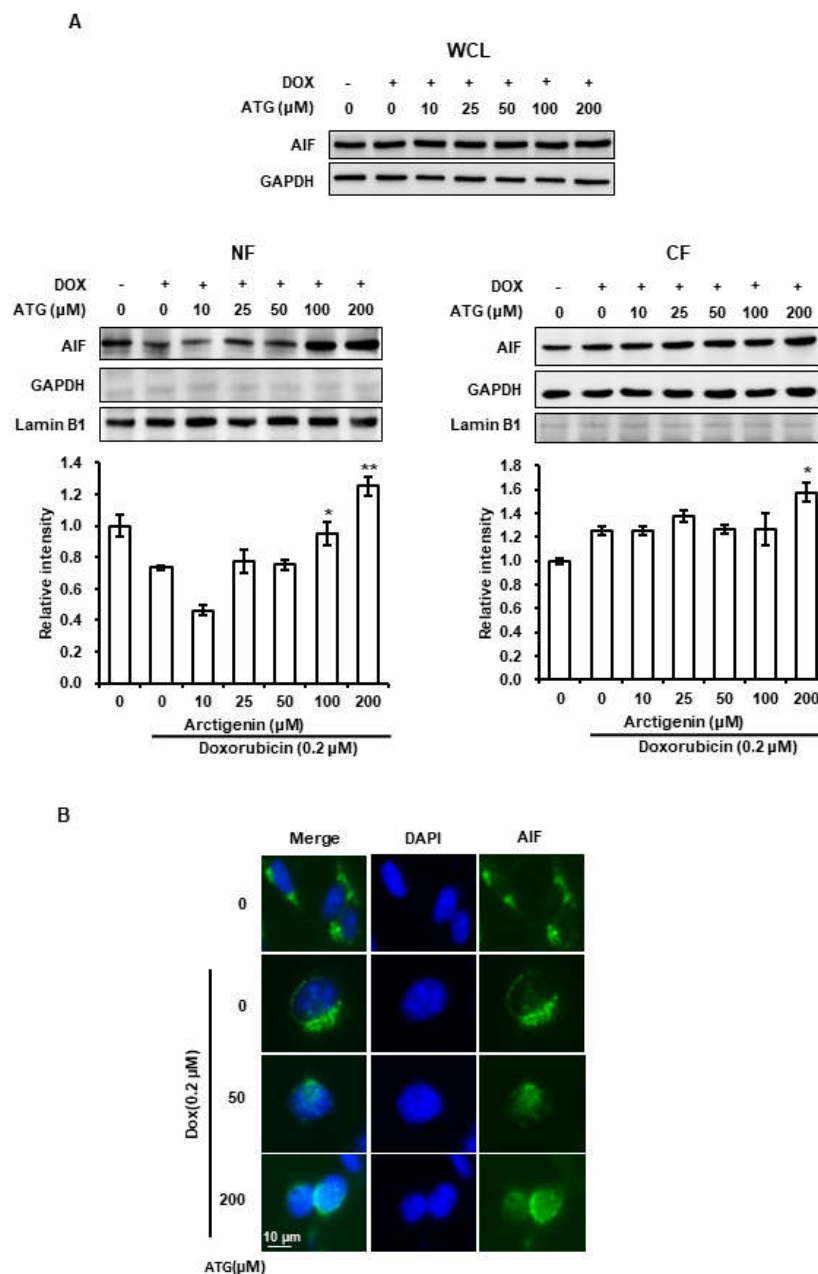 A
WCL
DOX - + + + + + +
ATG (µM) 0 0 10 25 50 100 200
AIF
GAPDH
NF
DOX - + + + + + +
ATG (µM) 0 0 10 25 50 100 200
AIF
GAPDH
Lamin B1
1.4
1.2
1.0
0.8
0.6
0.4
0.2
0.0
Relative intensity
* **
0 0 10 25 50 100 200
Arctigenin (µM)
Doxorubicin (0.2 µM)
CF
DOX - + + + + + +
ATG (µM) 0 0 10 25 50 100 200
AIF
GAPDH
Lamin B1
1.8
1.6
1.4
1.2
1.0
0.8
0.6
0.4
0.2
0
Relative intensity
*
0 0 10 25 50 100 200
Arctigenin (µM)
Doxorubicin (0.2 µM)
B
Merge DAPI AIF
0
0
50
200
Dox(0.2 µM)
10 µm
ATG(µM)